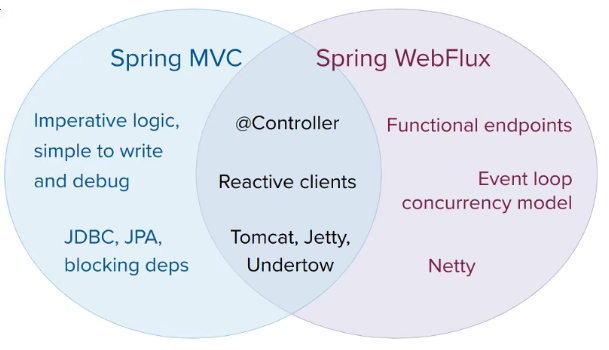 Spring MVC
Spring WebFlux
Imperative logic,
simple to write
and debug
JDBC, JPA,
blocking deps
@Controller
Reactive clients
Tomcat, Jetty,
Undertow
Functional endpoints
Event loop
concurrency model
Netty